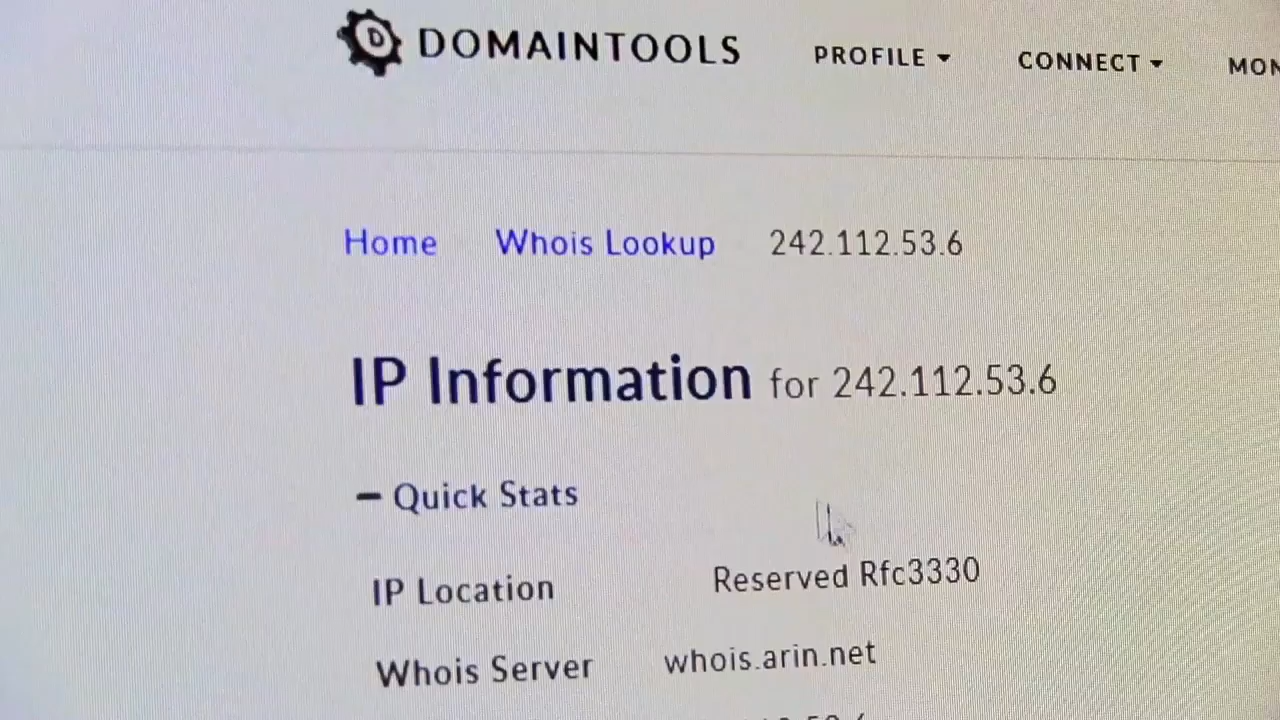 DOMAINTOOLS PROFILE CONNECT
Home Whois Lookup 242.112.53.6
IP Information for 242.112.53.6
Quick Stats
IP Location Reserved Rfc3330
Whois Server whois.arin.net